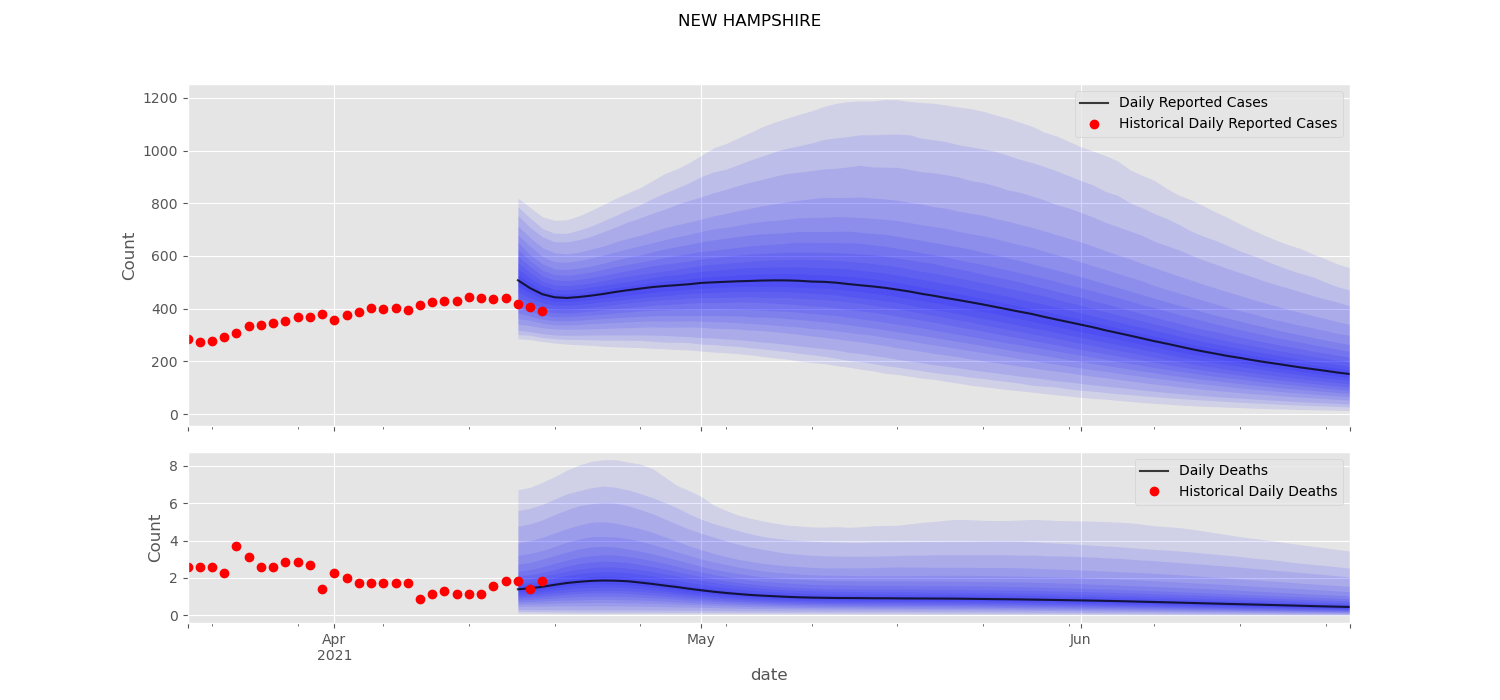 NEW HAMPSHIRE
1200
1000
800
600
400
200
0
Count
Daily Reported Cases
Historical Daily Reported Cases
8
6
4
2
0
Count
Daily Deaths
Historical Daily Deaths
Apr
2021
May
Jun
date